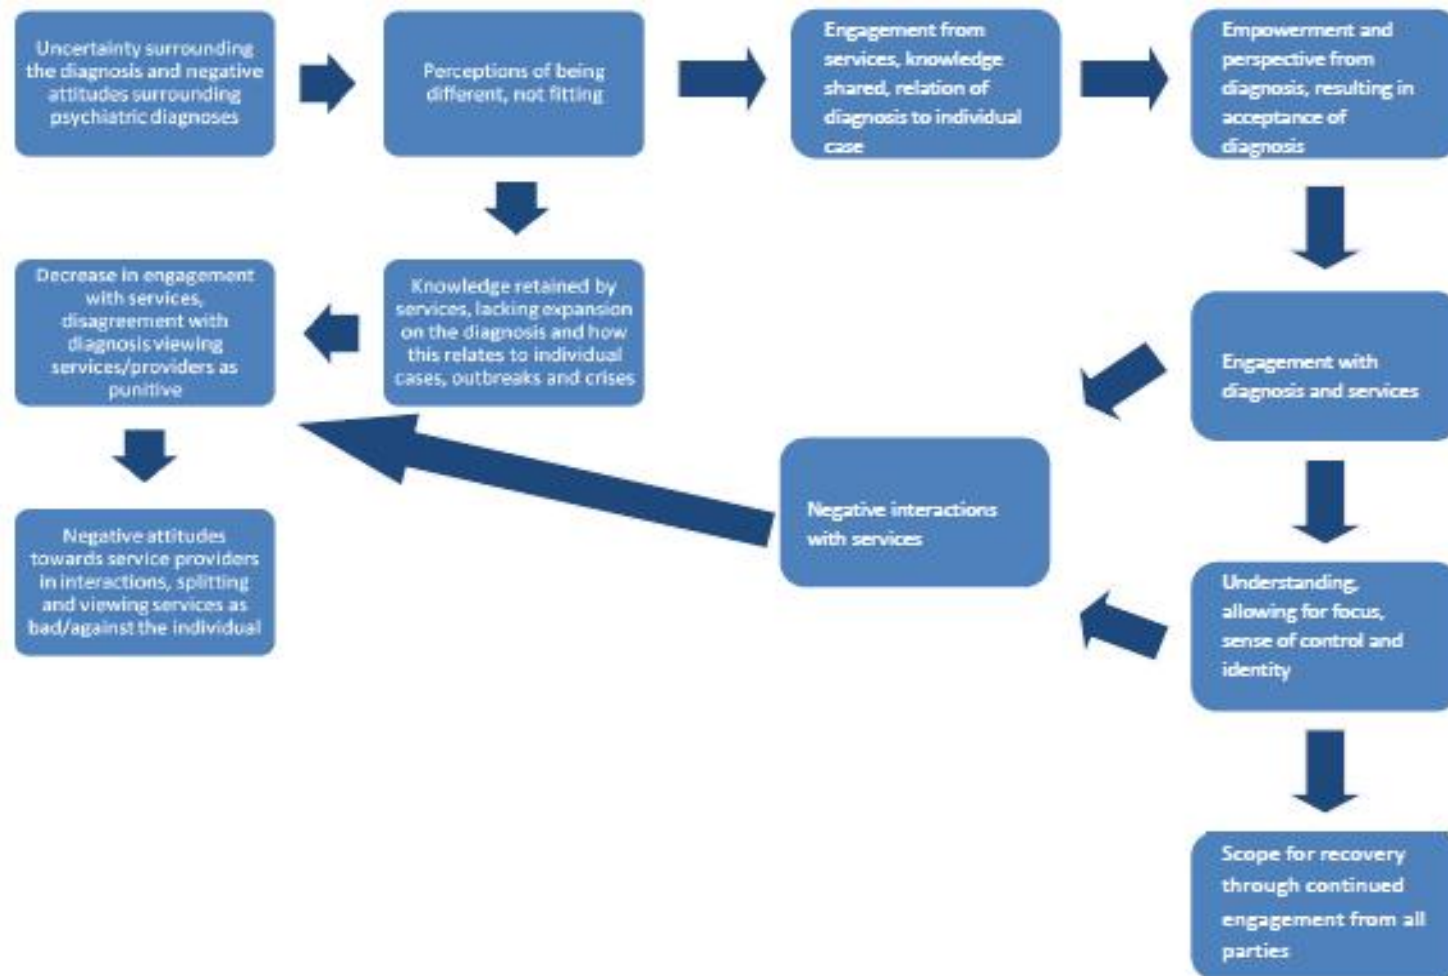 Uncertainty surrounding
the diagnosis and negative
attitudes surrounding
psychiatric diagnoses
Perceptions of being
different, not fitting
Engagement from
services, knowledge
shared, relation of
diagnosis to individual
case
Empowerment and
perspective from
diagnosis, resulting in
acceptance of
diagnosis
Decrease in engagement
with services,
disagreement with
diagnosis viewing
services/providers as
punitive
Knowledge retained by
services, lacking expansion
on the diagnosis and how
this relates to individual
cases, outbreaks and crises
Engagement with
diagnosis and services
Negative interactions
with services
Negative attitudes
towards service providers
in interactions, splitting
and viewing services as
bad/against the individual
Understanding,
allowing for focus,
sense of control and
identity
Scope for recovery
through continued
engagement from all
parties